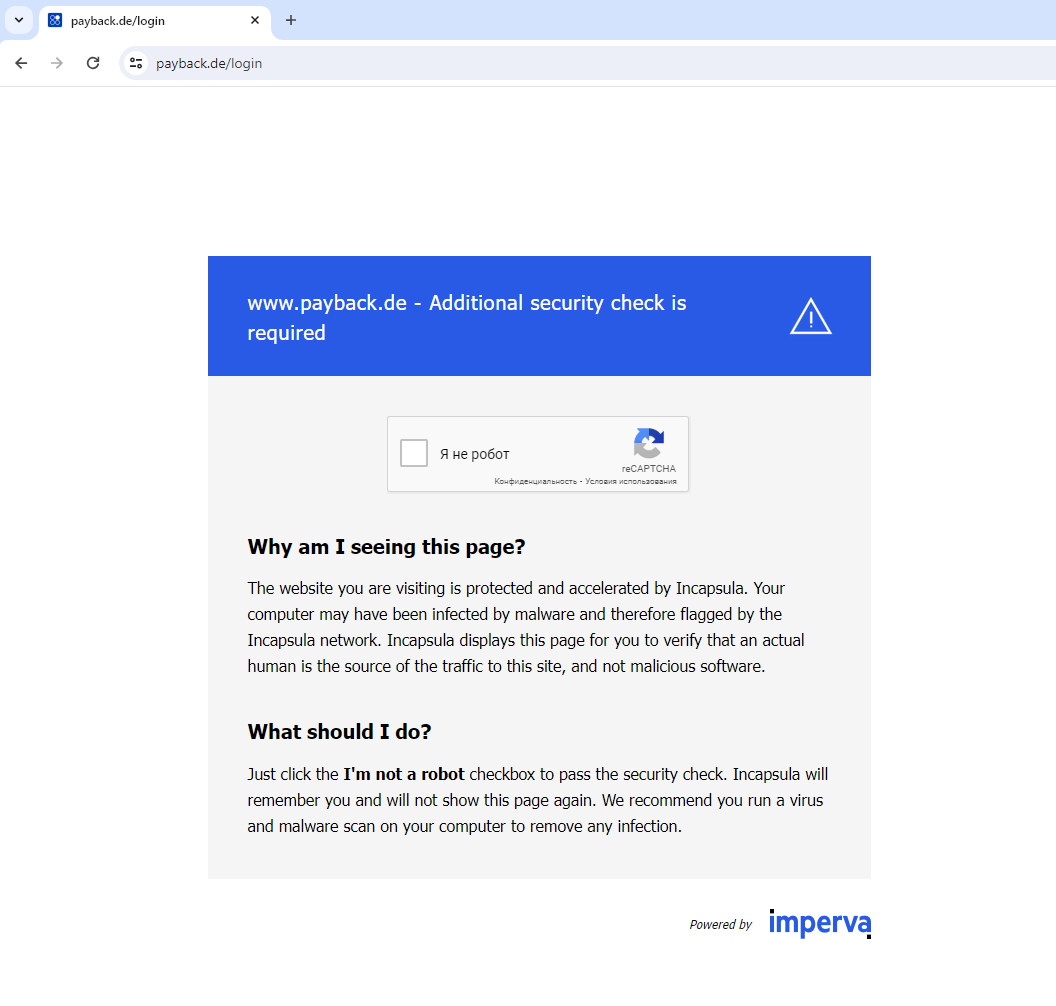 payback.de/login
payback.de/login
www.payback.de - Additional security check is
required
Я не робот
reCAPTCHA
Конфиденциальность - Условия использования
Why am I seeing this page?
The website you are visiting is protected and accelerated by Incapsula. Your
computer may have been infected by malware and therefore flagged by the
Incapsula network. Incapsula displays this page for you to verify that an actual
human is the source of the traffic to this site, and not malicious software.
What should I do?
Just click the I'm not a robot checkbox to pass the security check. Incapsula will
remember you and will not show this page again. We recommend you run a virus
and malware scan on your computer to remove any infection.
Powered by imperva